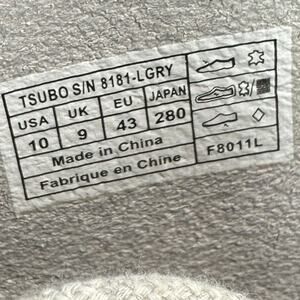 TSUBO S/N 8181-LGRY
USA UK EU JAPAN
10 9 43 280
Made in China
Fabrique en Chine
F8011L